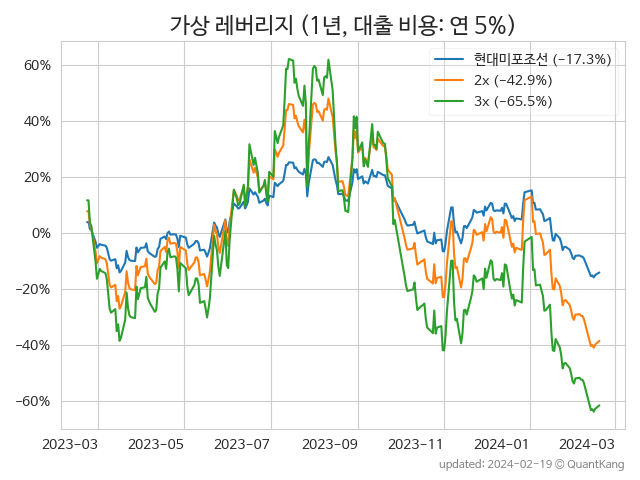 가상 레버리지 (1년, 대출 비용: 연 5%)
현대미포조선 (−17.3%)
2x (−42.9%)
3x (−65.5%)
60%
40%
20%
0%
−20%
−40%
−60%
2023-03 2023-05 2023-07 2023-09 2023-11 2024-01 2024-03
updated: 2024-02-19 © QuantKang